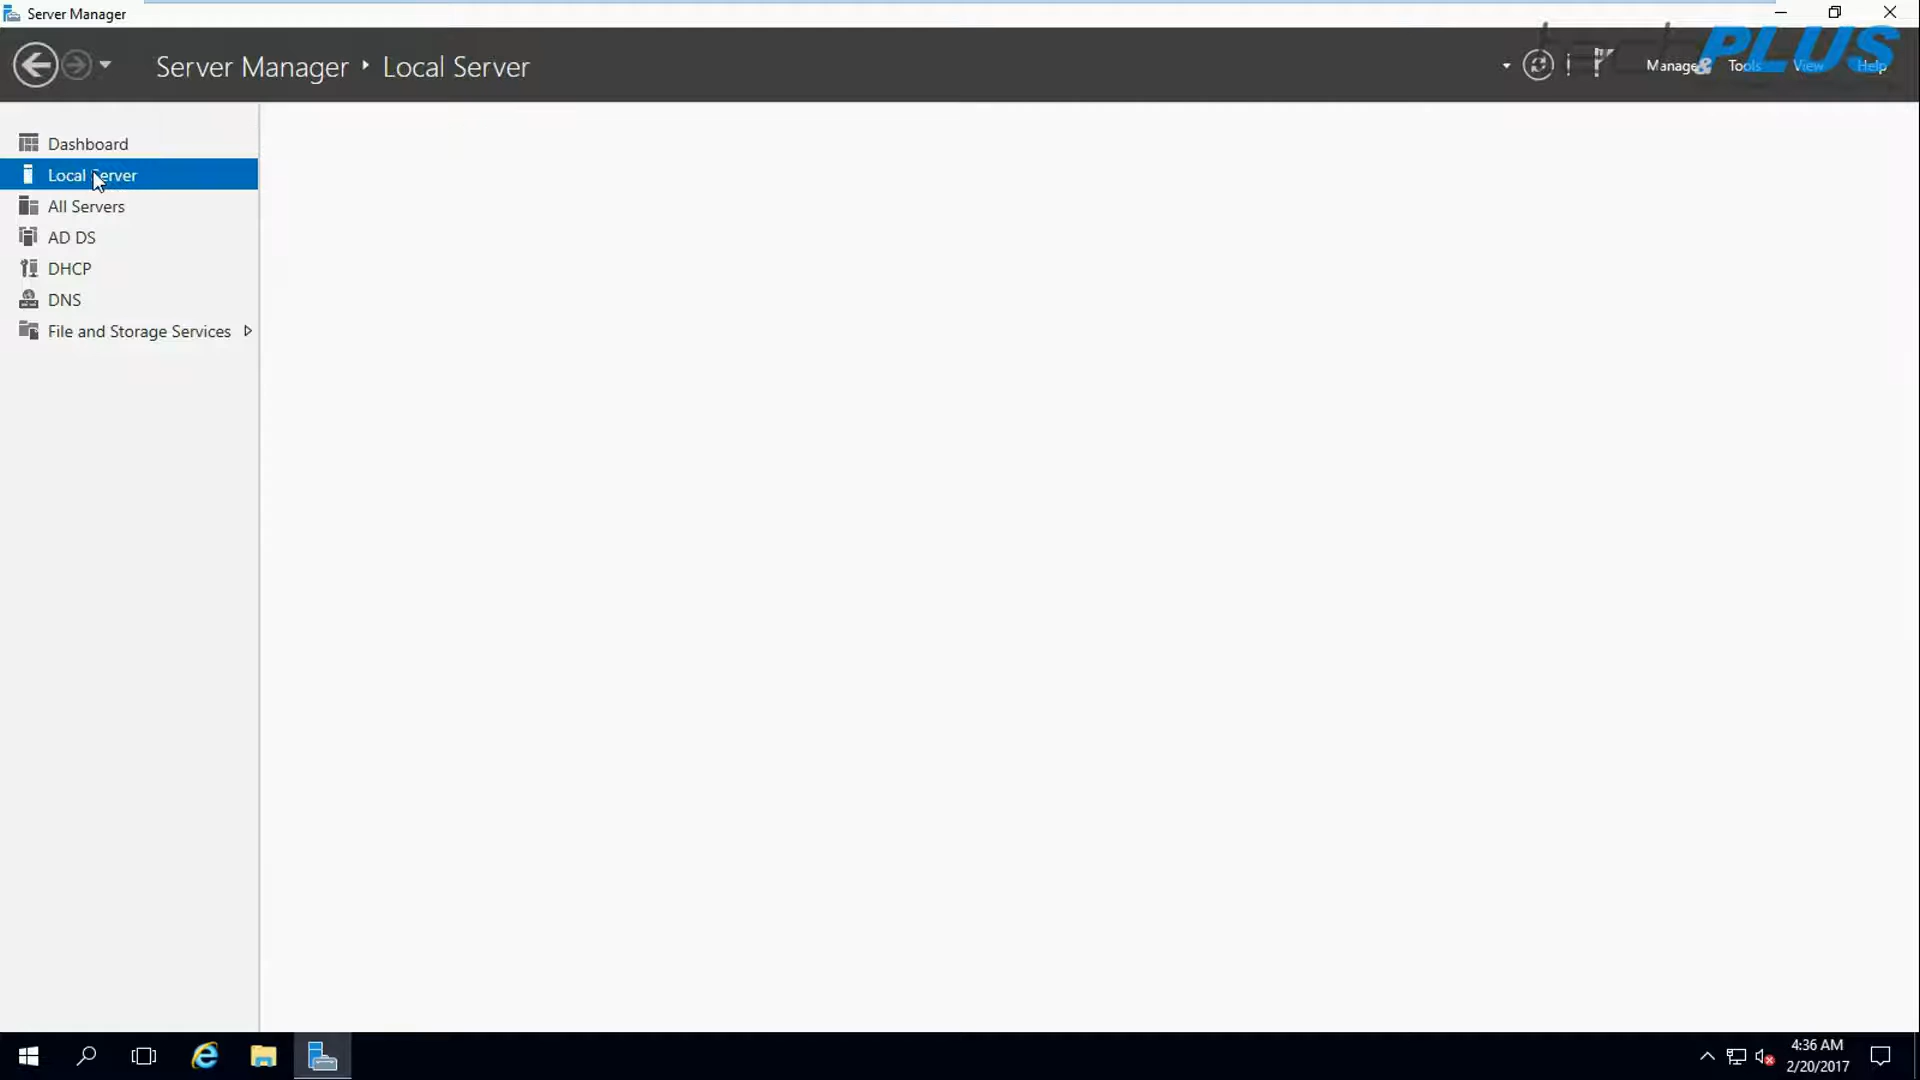 Server Manager
Server Manager ‣ Local Server
Manage Tools View Help
& PLUS
Dashboard
Local Server
All Servers
AD DS
DHCP
DNS
File and Storage Services
4:36 AM
2/20/2017